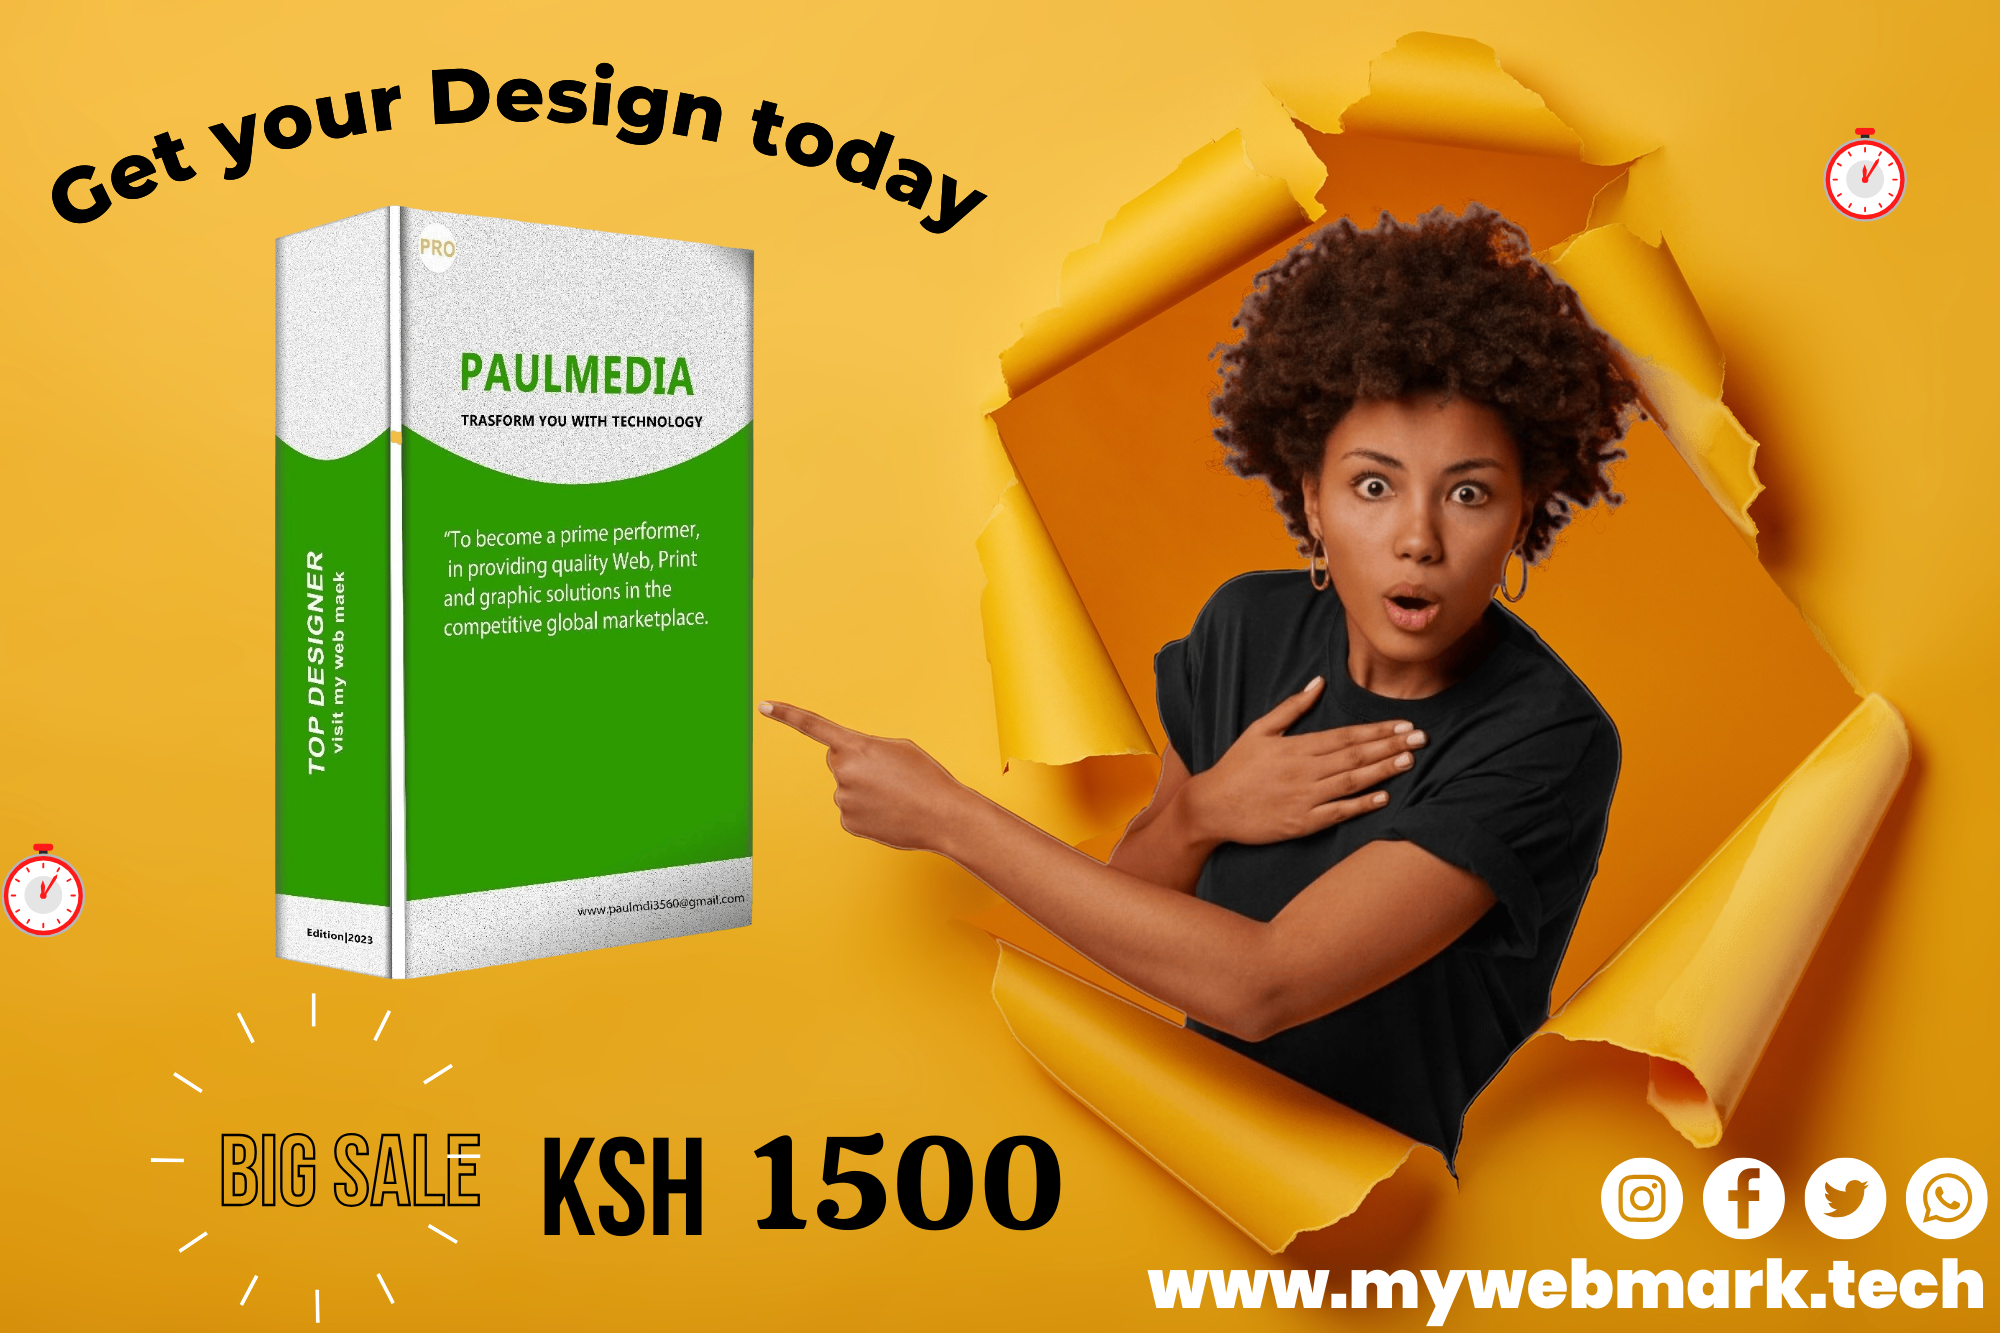 Get your Design today
PRO
PAULMEDIA
TRASFORM YOU WITH TECHNOLOGY
“To become a prime performer,
in providing quality Web, Print
and graphic solutions in the
competitive global marketplace.
TOP DESIGNER
visit my web maek
www.paulmdi3560@gmail.com
Edition|2023
BIG SALE
KSH 1500
www.mywebmark.tech